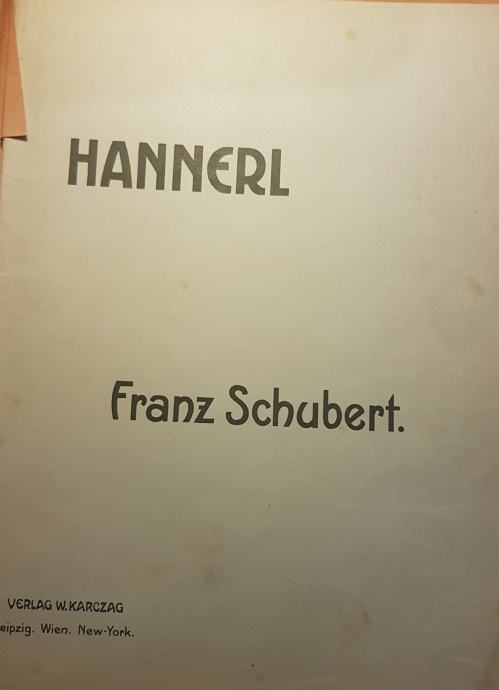 HANNERL
Franz Schubert.
VERLAG W. KARCZAG
eipzig. Wien. New-York.